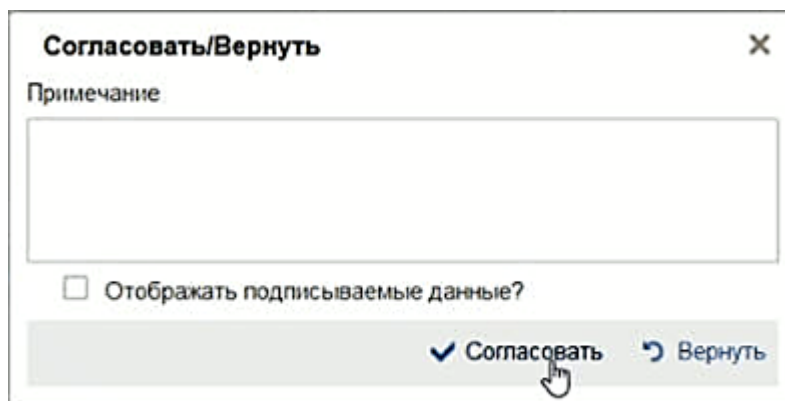 Согласовать/Вернуть
Примечание
Отображать подписываемые данные?
Согласовать Вернуть